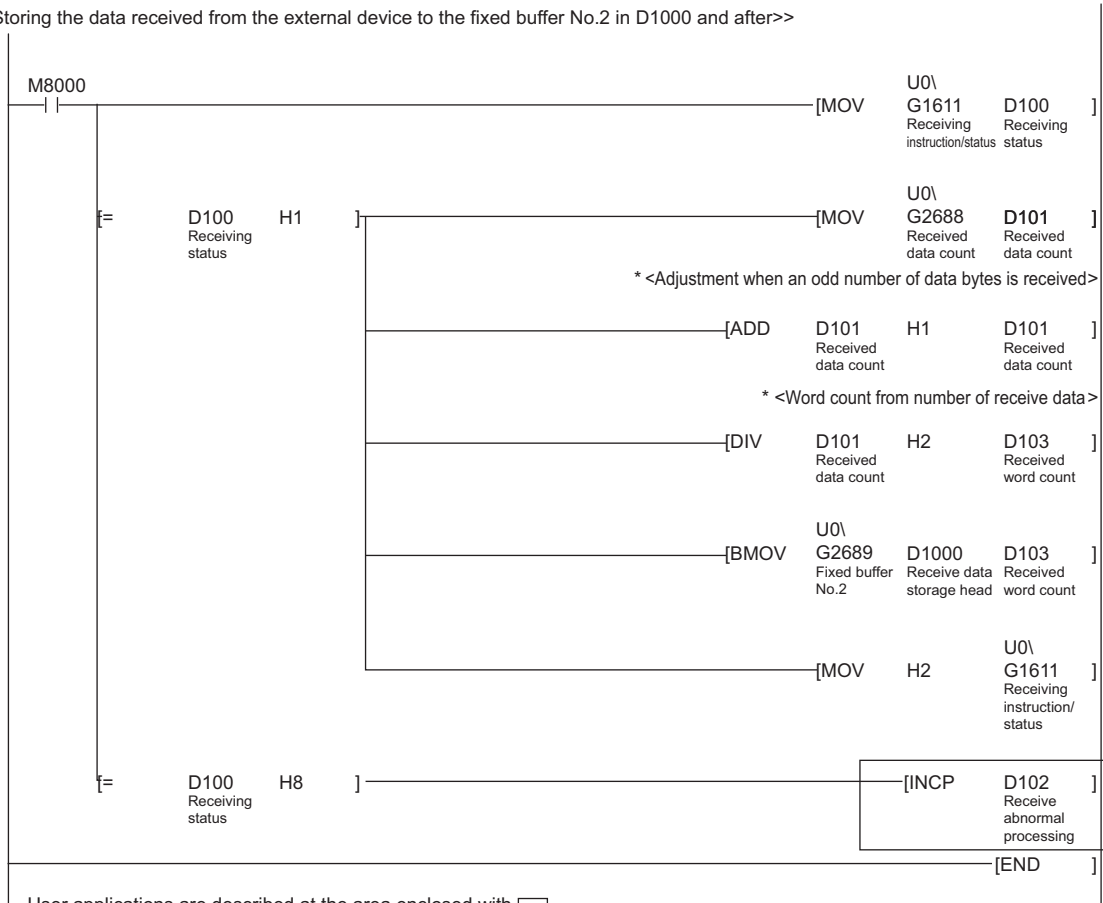 Storing the data received from the external device to the fixed buffer No.2 in D1000 and after>>
M8000
[MOV U0\ G1611 D100 ]
Receiving instruction/status
Receiving status
[= D100 H1 ]
Receiving status
[MOV U0\ G2688 D101 ]
Received data count
Received data count
* <Adjustment when an odd number of data bytes is received>
[ADD D101 H1 D101 ]
Received data count
Received data count
* <Word count from number of receive data>
[DIV D101 H2 D103 ]
Received data count
Received word count
[BMOV U0\ G2689 D1000 D103 ]
Fixed buffer No.2
Receive data storage head
Received word count
[MOV H2 U0\ G1611 ]
Receiving instruction/ status
[= D100 H8 ]
Receiving status
[INCP D102 ]
Receive abnormal processing
[END ]
User applications are described at the area enclosed with